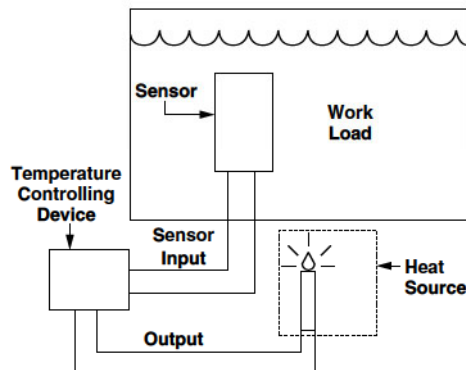 Sensor
Work
Load
Temperature
Controlling
Device
Sensor
Input
Heat
Source
Output